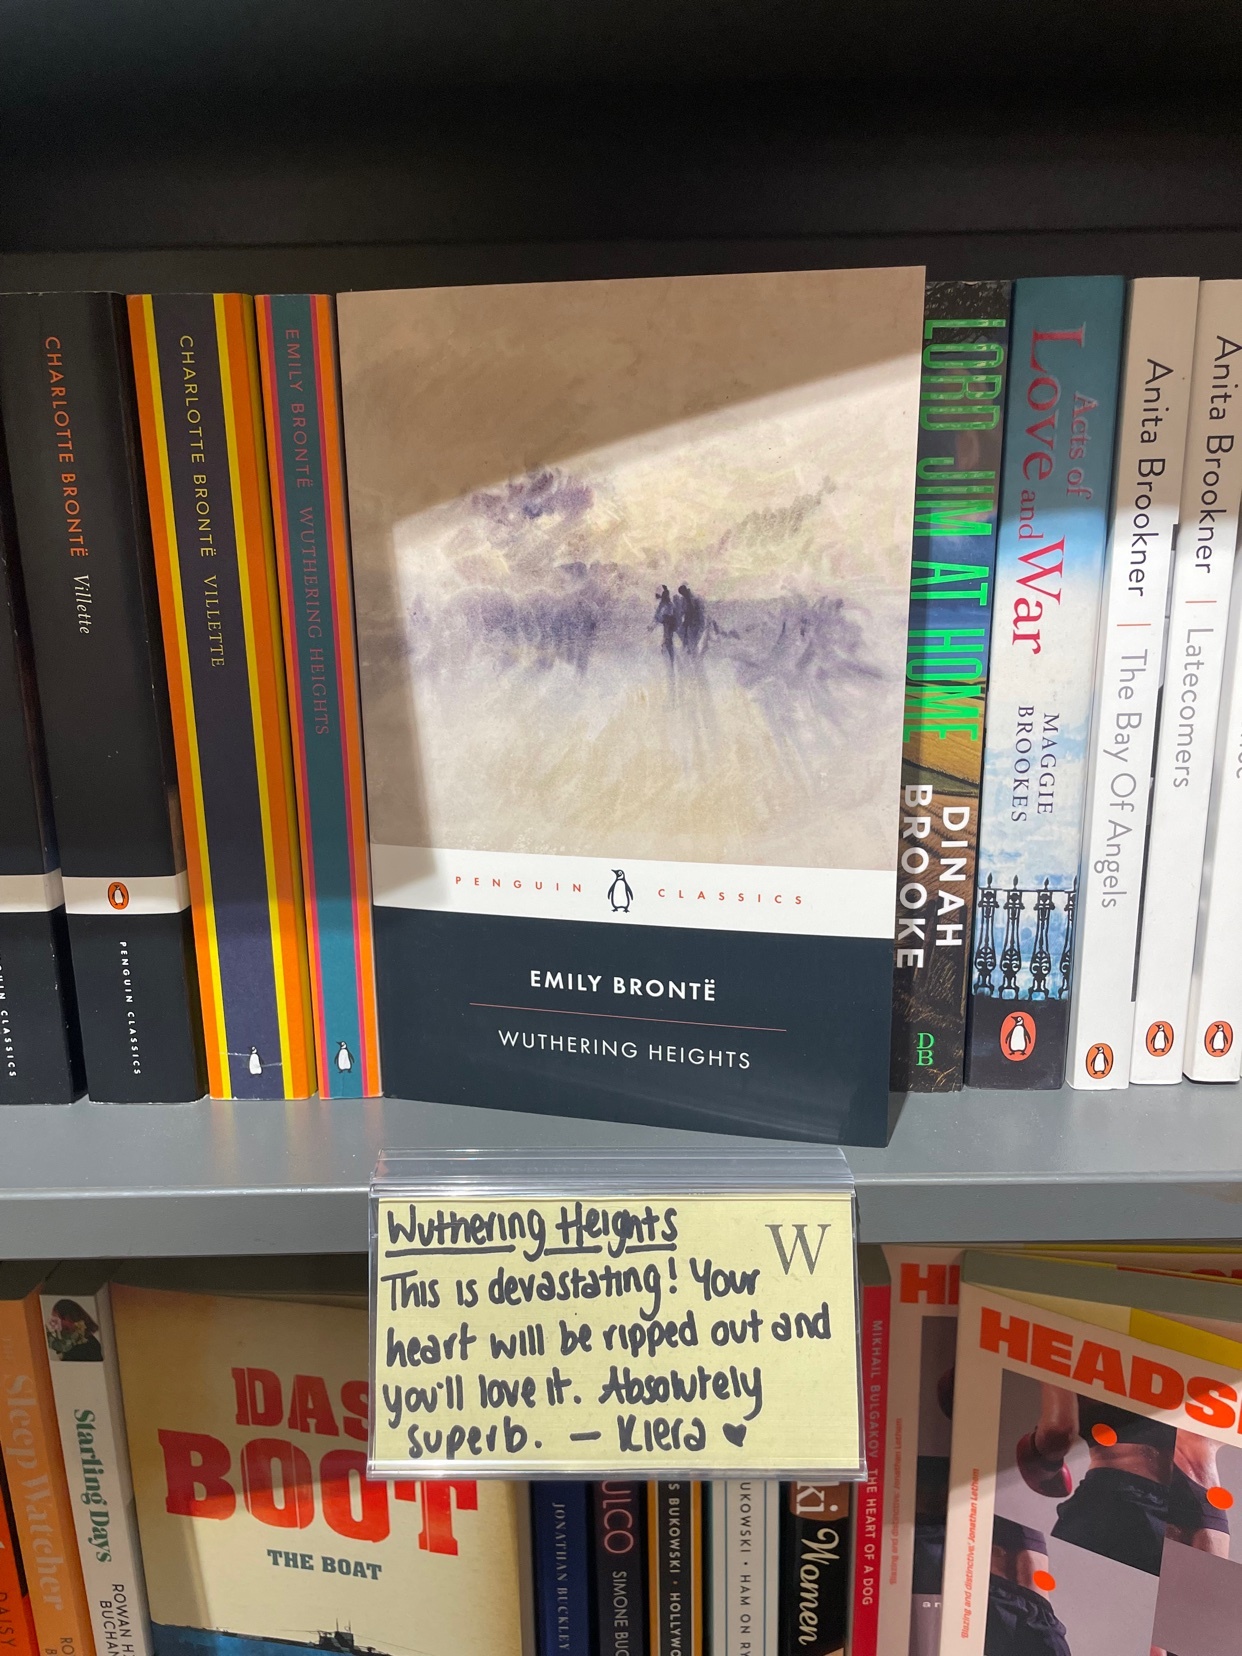 CHARLOTTE BRONTË Villette
PENGUIN CLASSICS
CHARLOTTE BRONTË VILLETTE
EMILY BRONTË WUTHERING HEIGHTS
PENGUIN CLASSICS
EMILY BRONTË
WUTHERING HEIGHTS
LORD JIM AT HOME
DINAH
BROOKE
DB
Acts of
Love and War
MAGGIE
BROOKES
Anita Brookner | The Bay Of Angels
Anita Brookner | Latecomers
Wuthering Heights
W
This is devastating! Your
heart will be ripped out and
you'll love it. Absolutely
superb. – Kiera ♥
Sleep Watcher
Starling Days
ROWAN
DAS
BOOT
THE BOAT
JONATHAN BUCKLEY
SIMONE
BUKOWSKI · 
HAM ON
Women
MIKHAIL BULGAKOV THE HEART OF A DOG